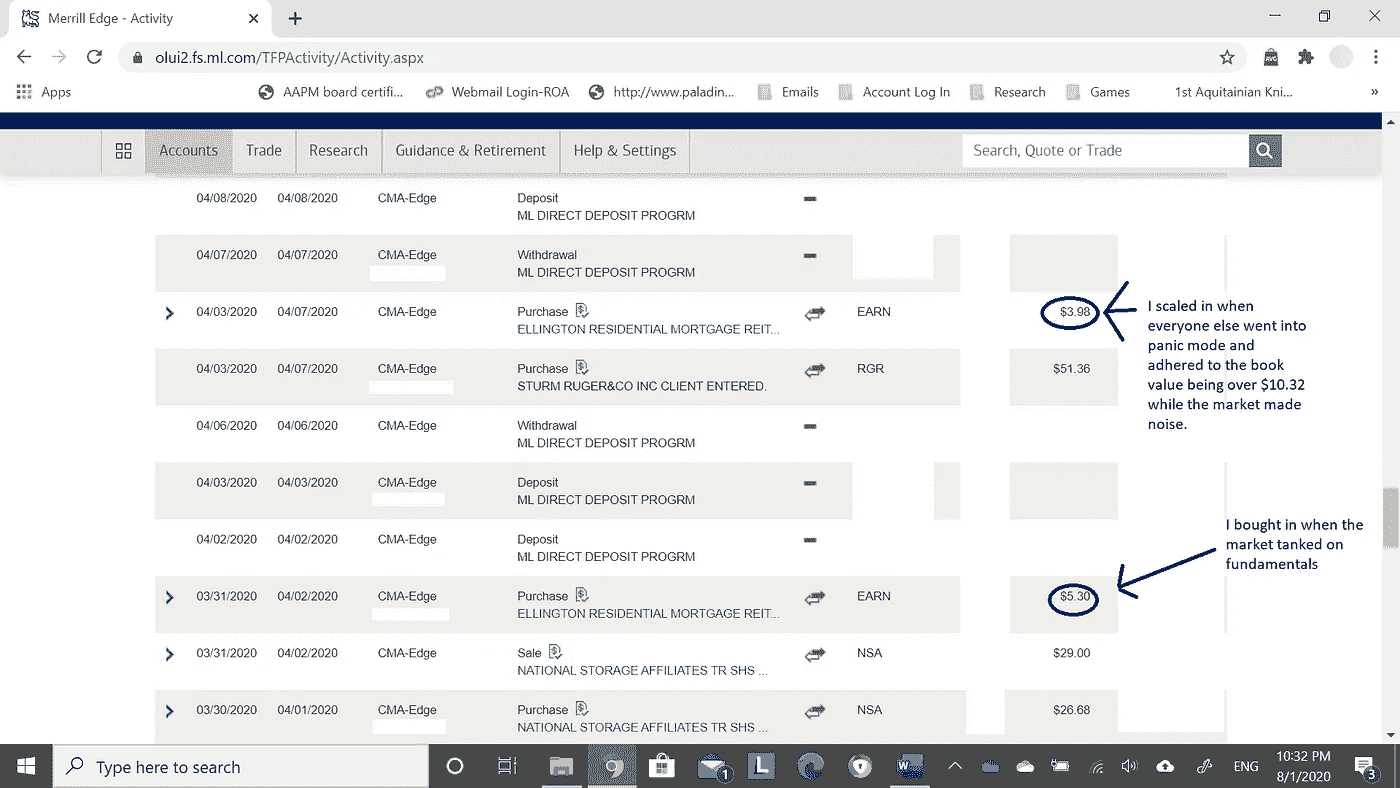 Merrill Edge - Activity
olui2.fs.ml.com/TFPActivity/Activity.aspx
Apps AAPM board certifi... Webmail Login-ROA http://www.paladin... Emails Account Log In Research Games 1st Aquitainian Kni... »
Accounts Trade Research Guidance & Retirement Help & Settings Search, Quote or Trade
04/08/2020 04/08/2020 CMA-Edge Deposit
ML DIRECT DEPOSIT PROGRM
04/07/2020 04/07/2020 CMA-Edge Withdrawal
ML DIRECT DEPOSIT PROGRM
04/03/2020 04/07/2020 CMA-Edge Purchase EARN $3.98
ELLINGTON RESIDENTIAL MORTGAGE REIT...
I scaled in when
everyone else went into
panic mode and
adhered to the book
value being over $10.32
while the market made
noise.
04/03/2020 04/07/2020 CMA-Edge Purchase RGR $51.36
STURM RUGER&CO INC CLIENT ENTERED.
04/06/2020 04/06/2020 CMA-Edge Withdrawal
ML DIRECT DEPOSIT PROGRM
04/03/2020 04/03/2020 CMA-Edge Deposit
ML DIRECT DEPOSIT PROGRM
04/02/2020 04/02/2020 CMA-Edge Deposit
ML DIRECT DEPOSIT PROGRM
I bought in when the
market tanked on
fundamentals
03/31/2020 04/02/2020 CMA-Edge Purchase EARN $5.30
ELLINGTON RESIDENTIAL MORTGAGE REIT...
03/31/2020 04/02/2020 CMA-Edge Sale NSA $29.00
NATIONAL STORAGE AFFILIATES TR SHS ...
03/30/2020 04/01/2020 CMA-Edge Purchase NSA $26.68
NATIONAL STORAGE AFFILIATES TR SHS ...
Type here to search 1 L W ENG 10:32 PM
8/1/2020 3